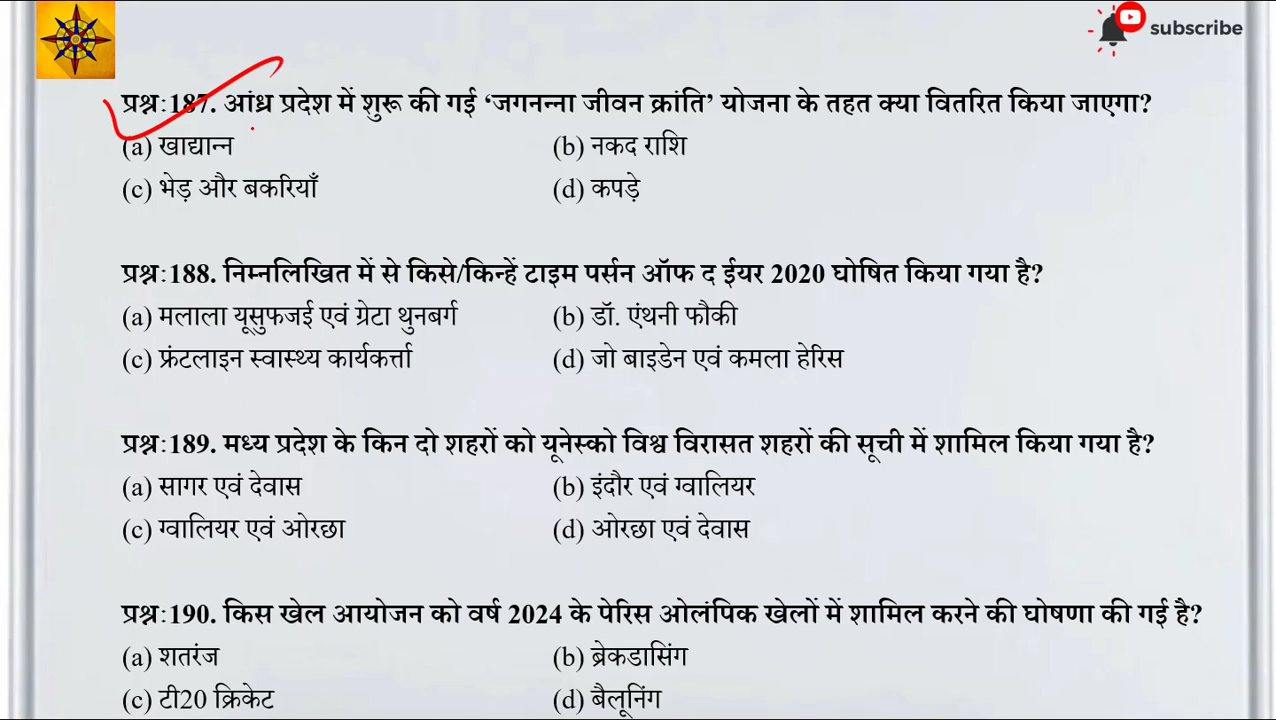 subscribe
प्रश्न:187. आंध्र प्रदेश में शुरू की गई ‘जगनन्ना जीवन क्रांति’ योजना के तहत क्या वितरित किया जाएगा?
(a) खाद्यान्न (b) नकद राशि
(c) भेड़ और बकरियाँ (d) कपड़े
प्रश्न:188. निम्नलिखित में से किसे/किन्हें टाइम पर्सन ऑफ द ईयर 2020 घोषित किया गया है?
(a) मलाला यूसुफजई एवं ग्रेटा थुनबर्ग (b) डॉ. एंथनी फौकी
(c) फ्रंटलाइन स्वास्थ्य कार्यकर्त्ता (d) जो बाइडेन एवं कमला हेरिस
प्रश्न:189. मध्य प्रदेश के किन दो शहरों को यूनेस्को विश्व विरासत शहरों की सूची में शामिल किया गया है?
(a) सागर एवं देवास (b) इंदौर एवं ग्वालियर
(c) ग्वालियर एवं ओरछा (d) ओरछा एवं देवास
प्रश्न:190. किस खेल आयोजन को वर्ष 2024 के पेरिस ओलंपिक खेलों में शामिल करने की घोषणा की गई है?
(a) शतरंज (b) ब्रेकडासिंग
(c) टी20 क्रिकेट (d) बैलूनिंग